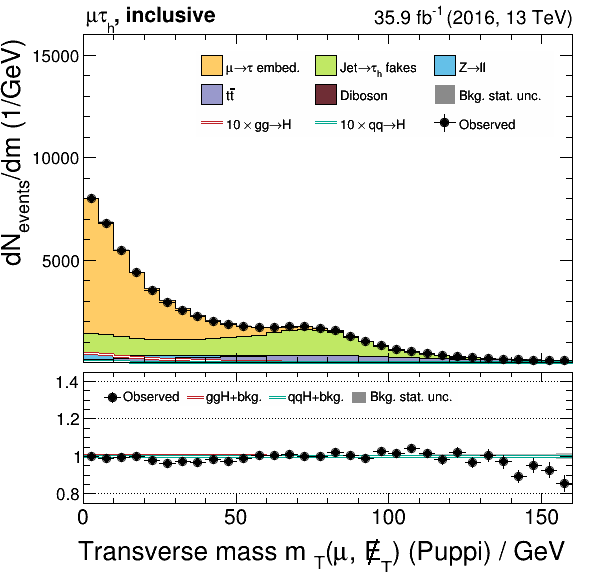 μτh, inclusive 35.9 fb-1 (2016, 13 TeV)
dNevents/dm (1/GeV)
15000
10000
5000
μ→τ embed. Jet→τh fakes Z→ll
tt̄ Diboson Bkg. stat. unc.
10 × gg→H 10 × qq→H Observed
1.4
1.2
1
0.8
Observed ggH+bkg. qqH+bkg. Bkg. stat. unc.
0 50 100 150
Transverse mass m T(μ, E̸T) (Puppi) / GeV